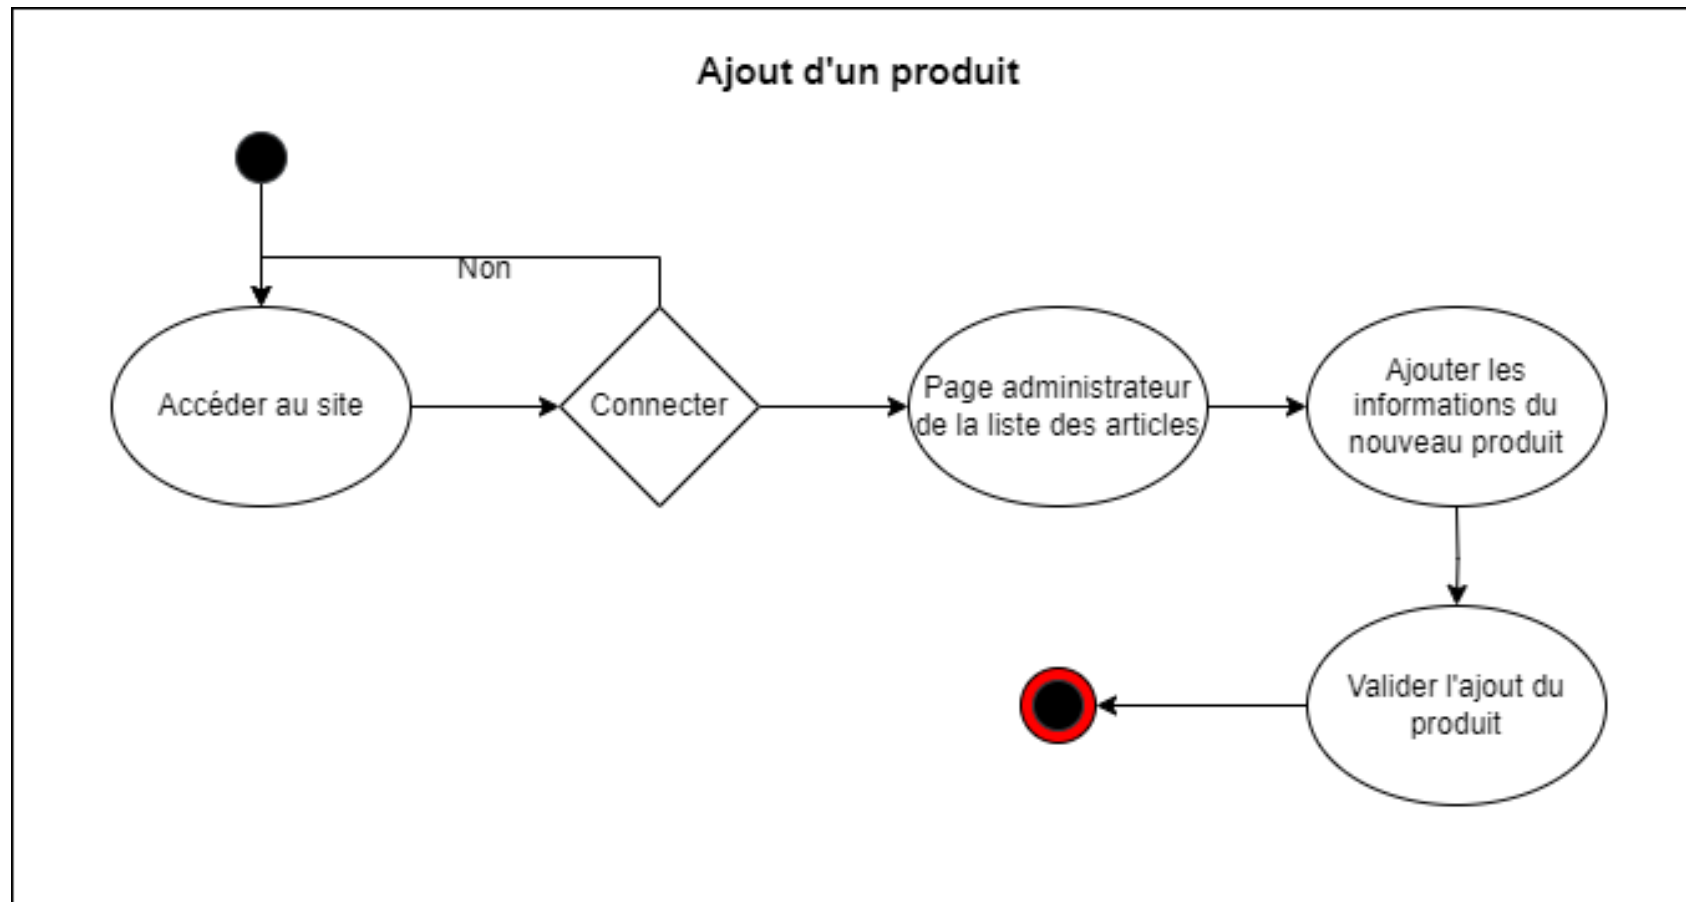 Ajout d'un produit
Non
Accéder au site
Connecter
Page administrateur
de la liste des articles
Ajouter les
informations du
nouveau produit
Valider l'ajout du
produit